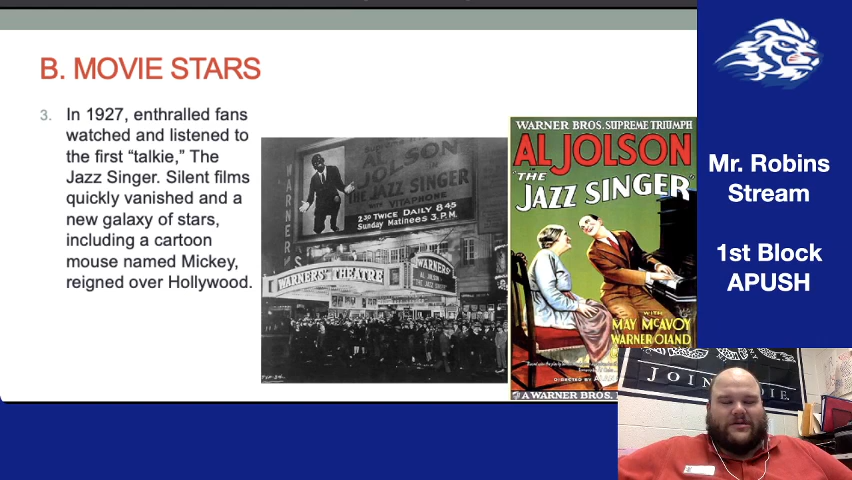 B. MOVIE STARS
3. In 1927, enthralled fans
watched and listened to
the first “talkie,” The
Jazz Singer. Silent films
quickly vanished and a
new galaxy of stars,
including a cartoon
mouse named Mickey,
reigned over Hollywood.
AL
JOLSON
THE JAZZ SINGER
WITH VITAPHONE
2:30 TWICE DAILY 8:45
Sunday Matinees 3 P.M.
WARNERS
WARNERS' THEATRE
WARNERS'
AL JOLSON
THE JAZZ SINGER
WARNER BROS. SUPREME TRIUMPH
AL JOLSON
"THE
JAZZ SINGER"
WITH
MAY McAVOY
WARNER OLAND
DIRECTED BY
A WARNER BROS.
Mr. Robins
Stream
1st Block
APUSH
JOIN DIE.